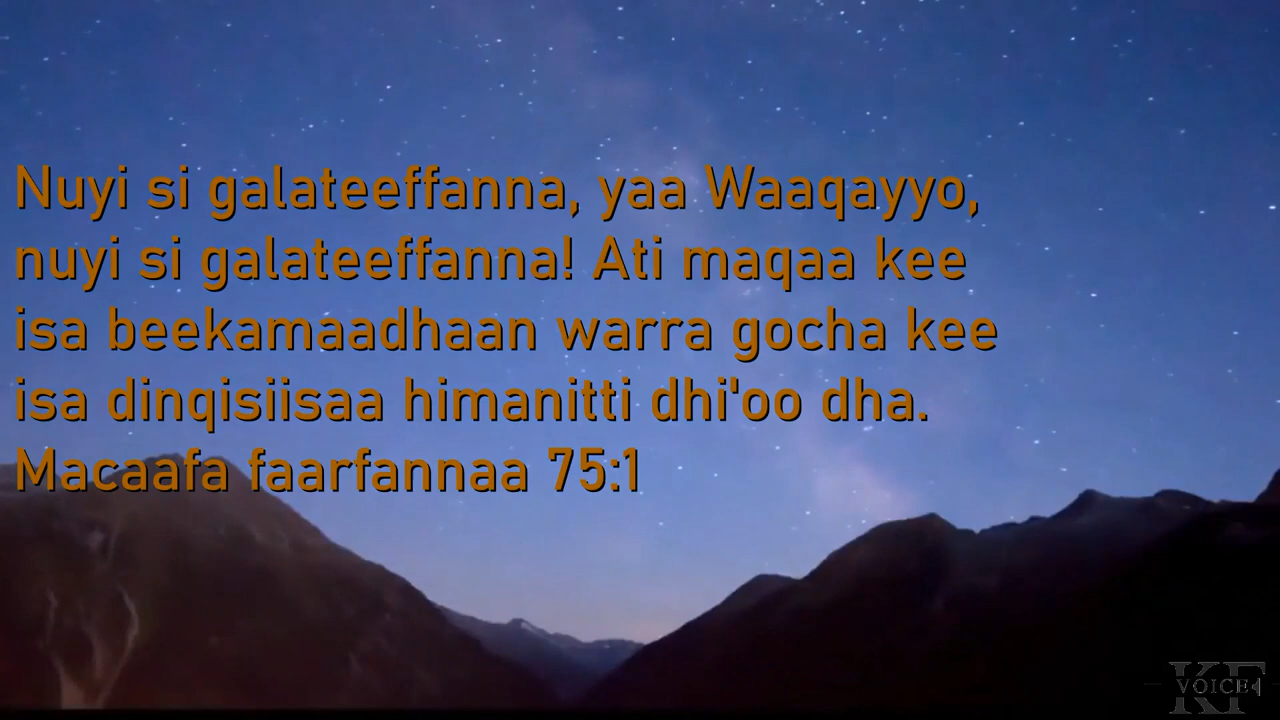 Nuyi si galateeffanna, yaa Waaqayyo,
nuyi si galateeffanna! Ati maqaa kee
isa beekamaadhaan warra gocha kee
isa dinqisiisaa himanitti dhi'oo dha.
Macaafa faarfannaa 75:1
KF
VOICE